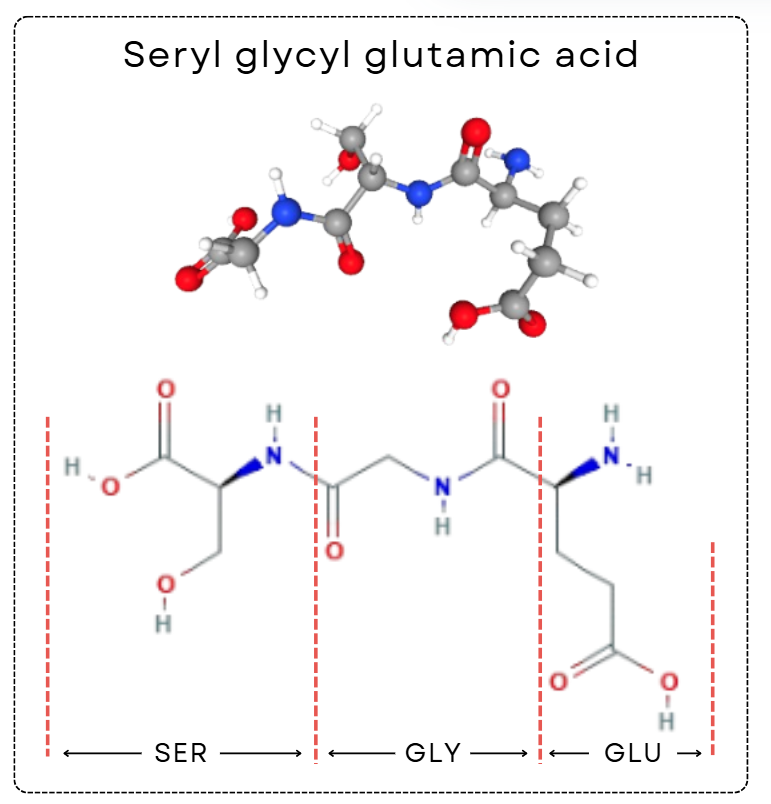 Seryl glycyl glutamic acid
O O
H H
H N N
O H
N
H
O
O
H
O O
H
SER GLY GLU